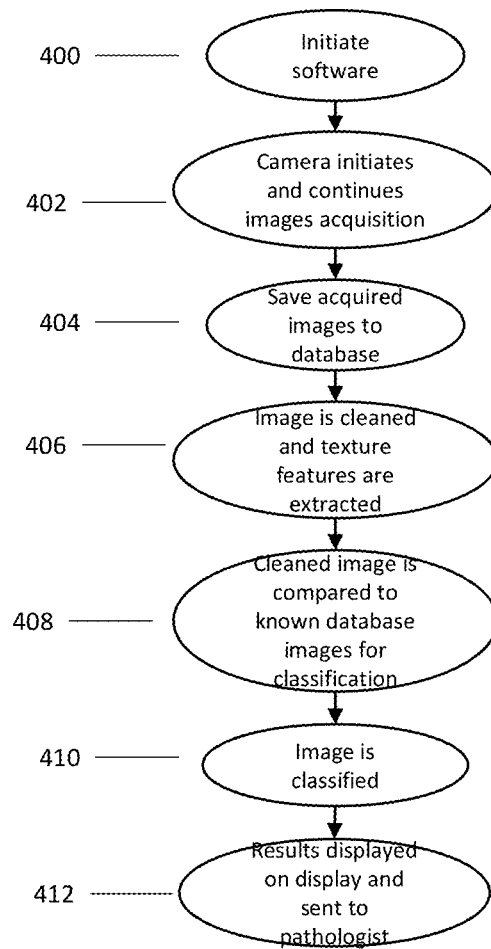 400
Initiate
software
402
Camera initiates
and continues
images acquisition
404
Save acquired
images to
database
406
Image is cleaned
and texture
features are
extracted
408
Cleaned image is
compared to
known database
images for
classification
410
Image is
classified
412
Results displayed
on display and
sent to
pathologist